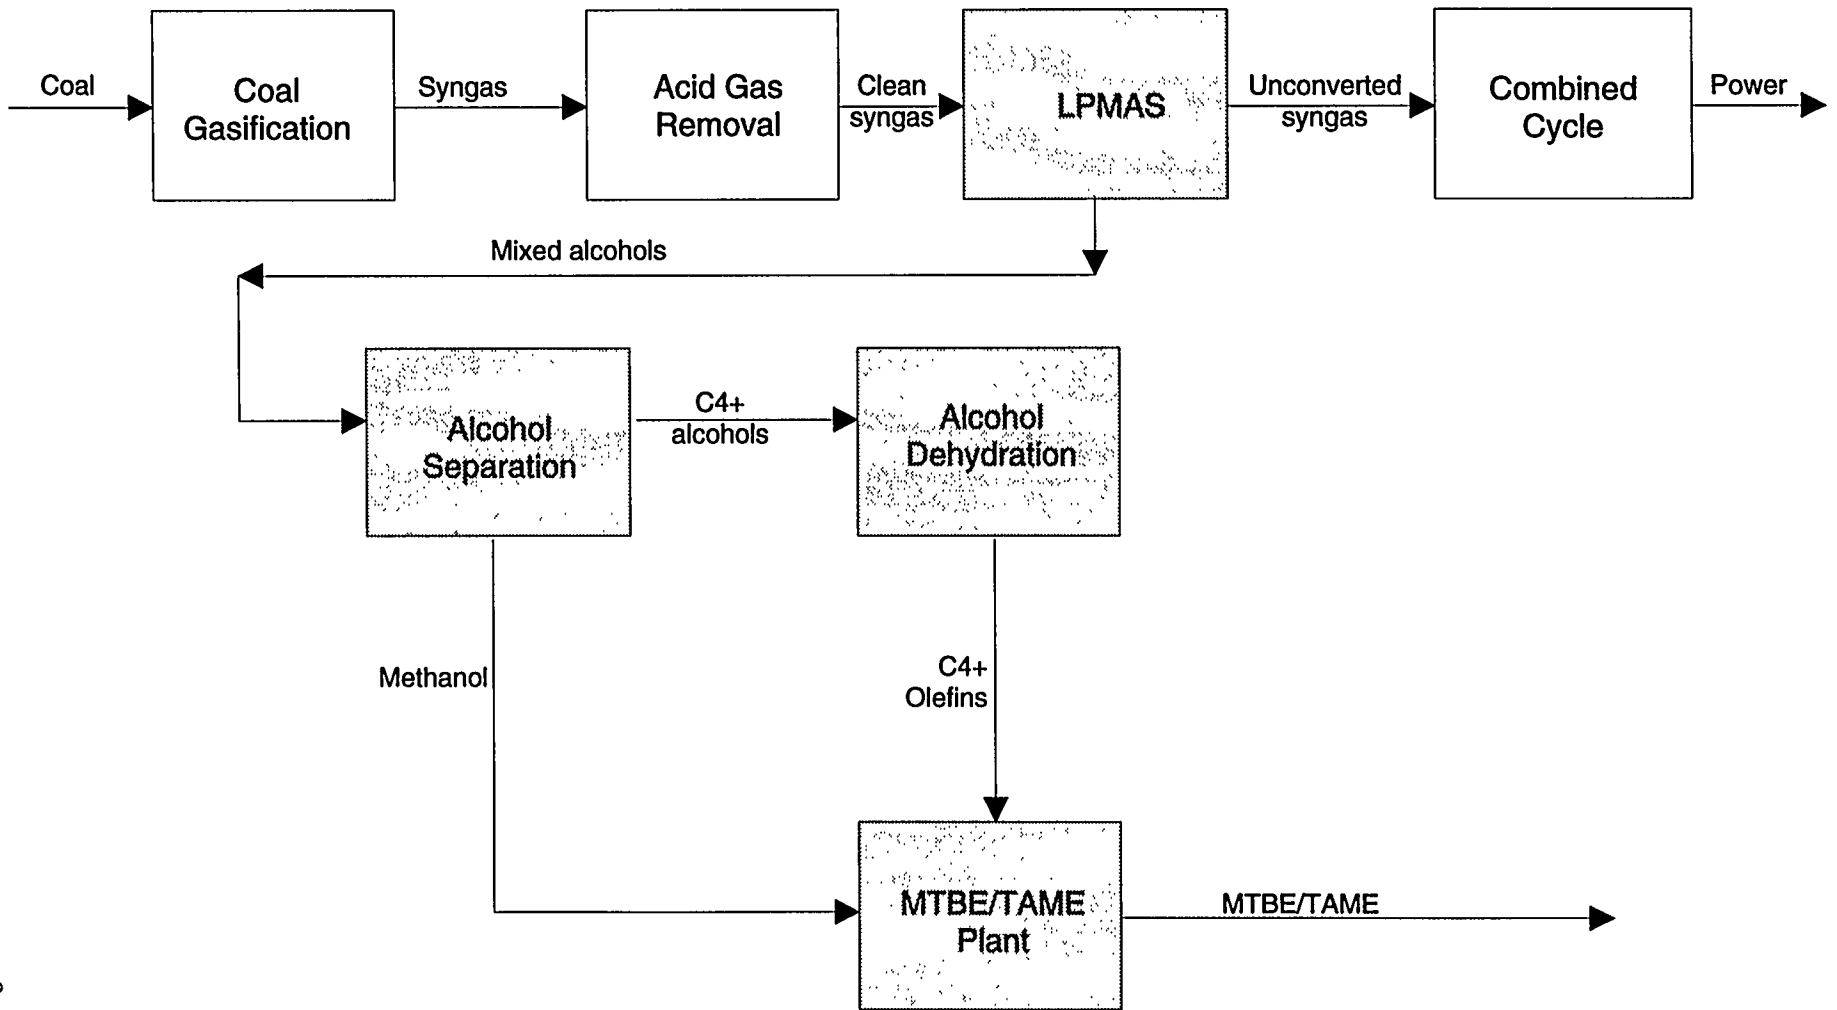 Coal
Coal
Gasification
Syngas
Acid Gas
Removal
Clean
syngas
LPMAS
Unconverted
syngas
Combined
Cycle
Power
Mixed alcohols
Alcohol
Separation
C4+
alcohols
Alcohol
Dehydration
Methanol
C4+
Olefins
MTBE/TAME
Plant
MTBE/TAME